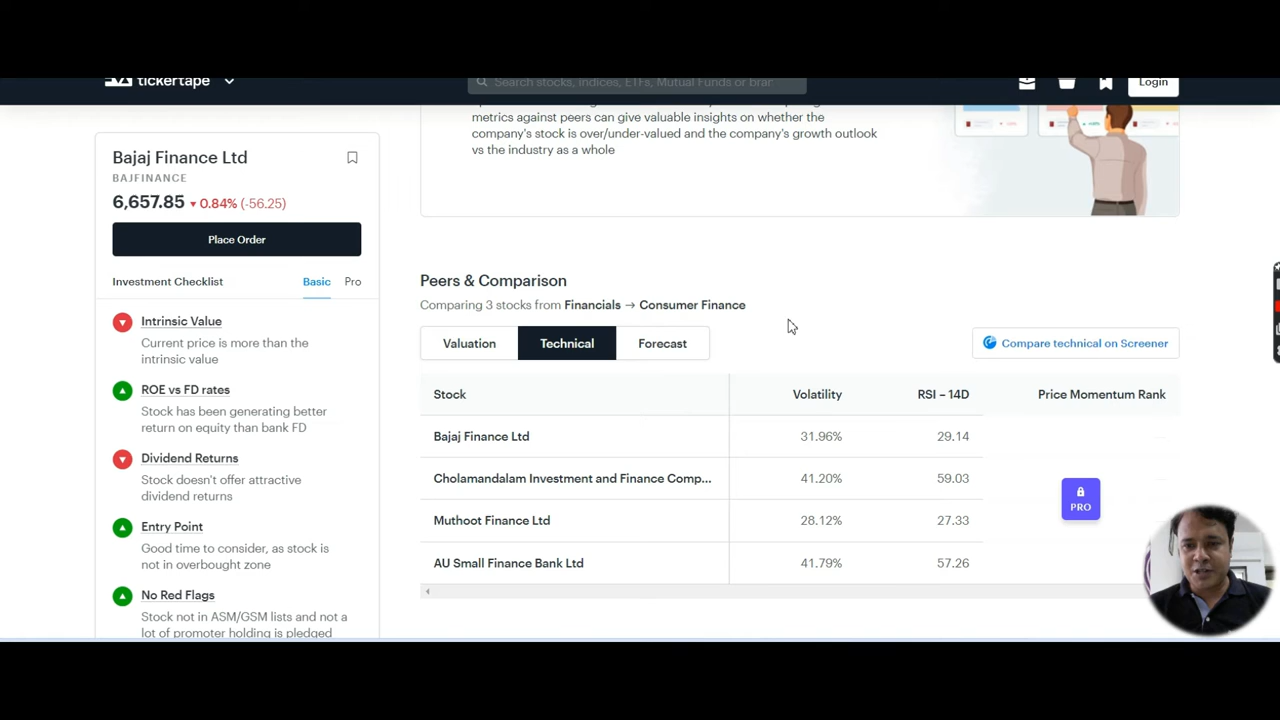 tickertape
Search stocks, indices, ETFs, Mutual Funds or bran
Login
metrics against peers can give valuable insights on whether the
company's stock is over/under-valued and the company's growth outlook
vs the industry as a whole
Bajaj Finance Ltd
BAJFINANCE
6,657.85 ▼ 0.84% (-56.25)
Place Order
Investment Checklist Basic Pro
Intrinsic Value
Current price is more than the
intrinsic value
ROE vs FD rates
Stock has been generating better
return on equity than bank FD
Dividend Returns
Stock doesn't offer attractive
dividend returns
Entry Point
Good time to consider, as stock is
not in overbought zone
No Red Flags
Stock not in ASM/GSM lists and not a
lot of promoter holding is pledged
Peers & Comparison
Comparing 3 stocks from Financials → Consumer Finance
Valuation Technical Forecast
Compare technical on Screener
Stock Volatility RSI – 14D Price Momentum Rank
Bajaj Finance Ltd 31.96% 29.14
Cholamandalam Investment and Finance Comp... 41.20% 59.03
Muthoot Finance Ltd 28.12% 27.33
AU Small Finance Bank Ltd 41.79% 57.26
PRO